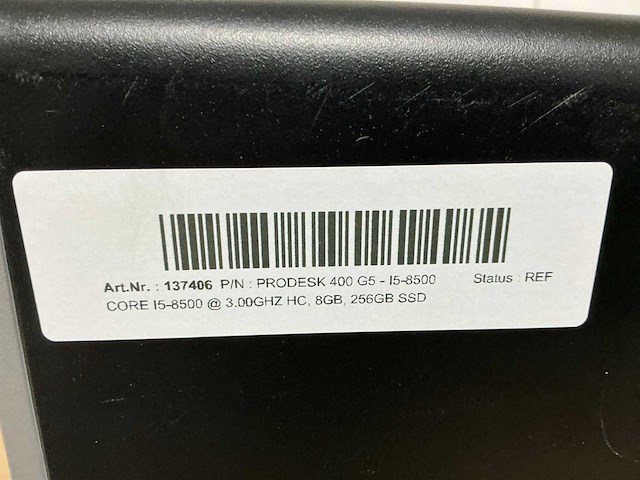 Art.Nr. : 137406 P/N : PRODESK 400 G5 - I5-8500 Status : REF
CORE I5-8500 @ 3.00GHZ HC, 8GB, 256GB SSD